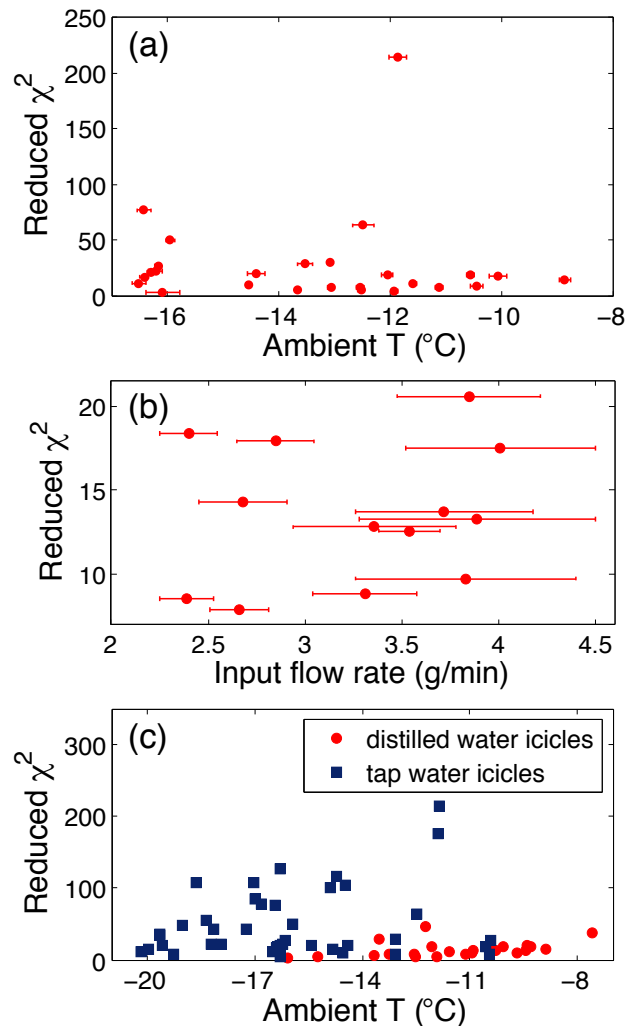 (a)
Reduced χ²
250
200
150
100
50
0
−16
−14
−12
−10
−8
Ambient T (°C)
(b)
Reduced χ²
20
15
10
2
2.5
3
3.5
4
4.5
Input flow rate (g/min)
(c)
distilled water icicles
tap water icicles
Reduced χ²
300
200
100
0
−20
−17
−14
−11
−8
Ambient T (°C)